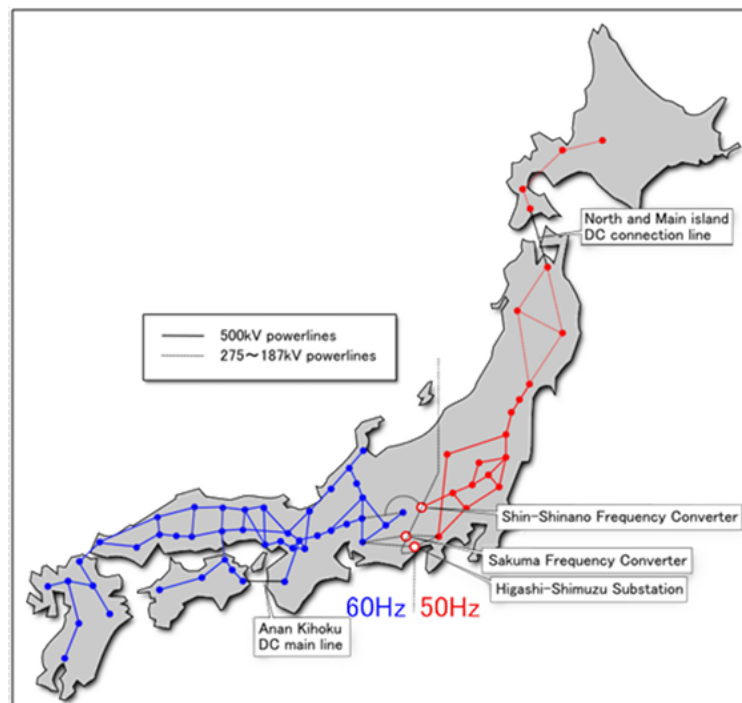 North and Main island
DC connection line
500kV powerlines
275～187kV powerlines
Shin-Shinano Frequency Converter
Sakuma Frequency Converter
Higashi-Shimuzu Substation
60Hz 50Hz
Anan Kihoku
DC main line